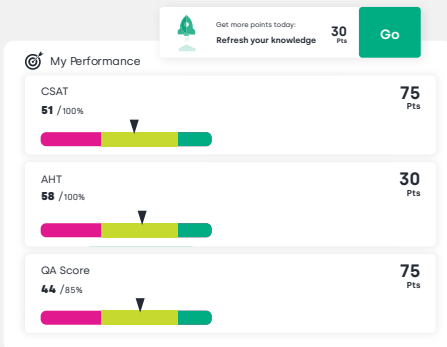 Get more points today:
Refresh your knowledge
30
Pts
Go
My Performance
CSAT
51 /100%
75
Pts
AHT
58 /100%
30
Pts
QA Score
44 /85%
75
Pts